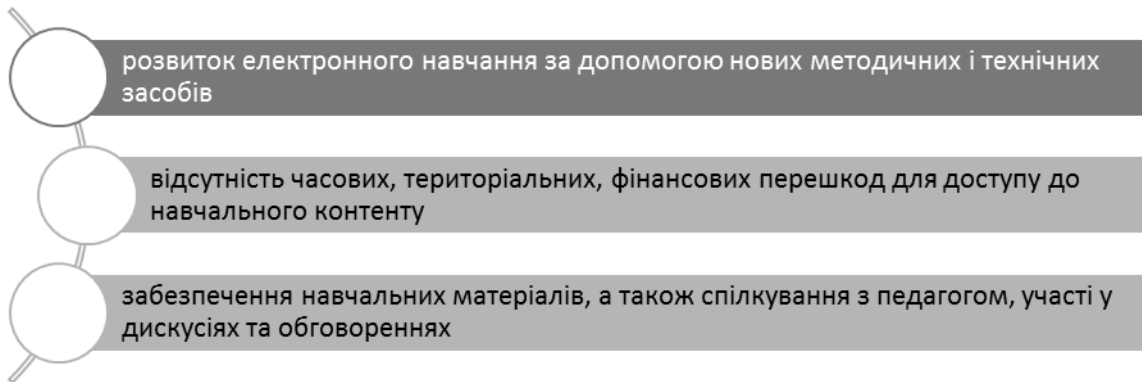 розвиток електронного навчання за допомогою нових методичних і технічних
засобів
відсутність часових, територіальних, фінансових перешкод для доступу до
навчального контенту
забезпечення навчальних матеріалів, а також спілкування з педагогом, участі у
дискусіях та обговореннях